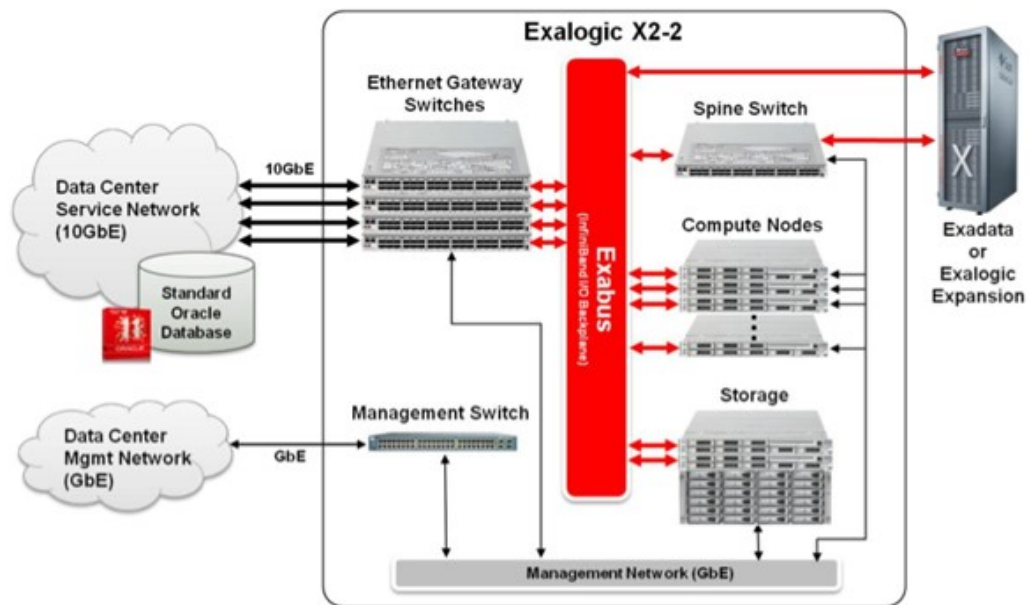 Exalogic X2-2
Ethernet Gateway
Switches
Spine Switch
10GbE
Data Center
Service Network
(10GbE)
Standard
Oracle
Database
11
ORACLE
Exabus
(InfiniBand I/O Backplane)
Compute Nodes
X
Exadata
or
Exalogic
Expansion
Storage
Management Switch
Data Center
Mgmt Network
(GbE)
GbE
Management Network (GbE)